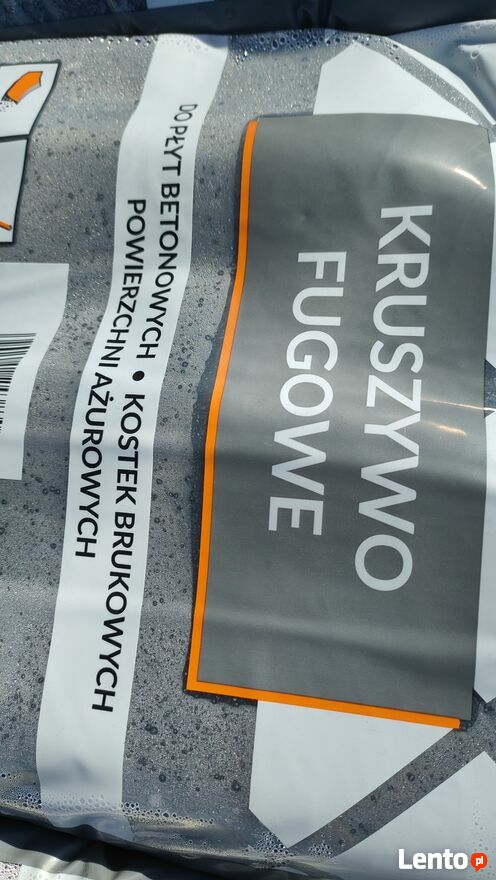 KRUSZYWO
FUGOWE
DO PŁYT BETONOWYCH • KOSTEK BRUKOWYCH
POWIERZCHNI AŻUROWYCH
Lento.pl